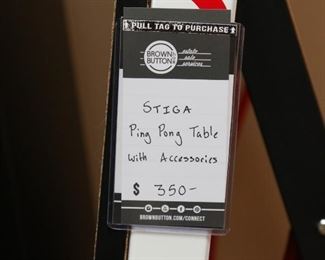 PULL TAG TO PURCHASE
BROWN
BUTTON
estate
sale
services
STIGA
Ping Pong Table
with Accessories
$ 350-
BROWNBUTTON.COM/CONNECT